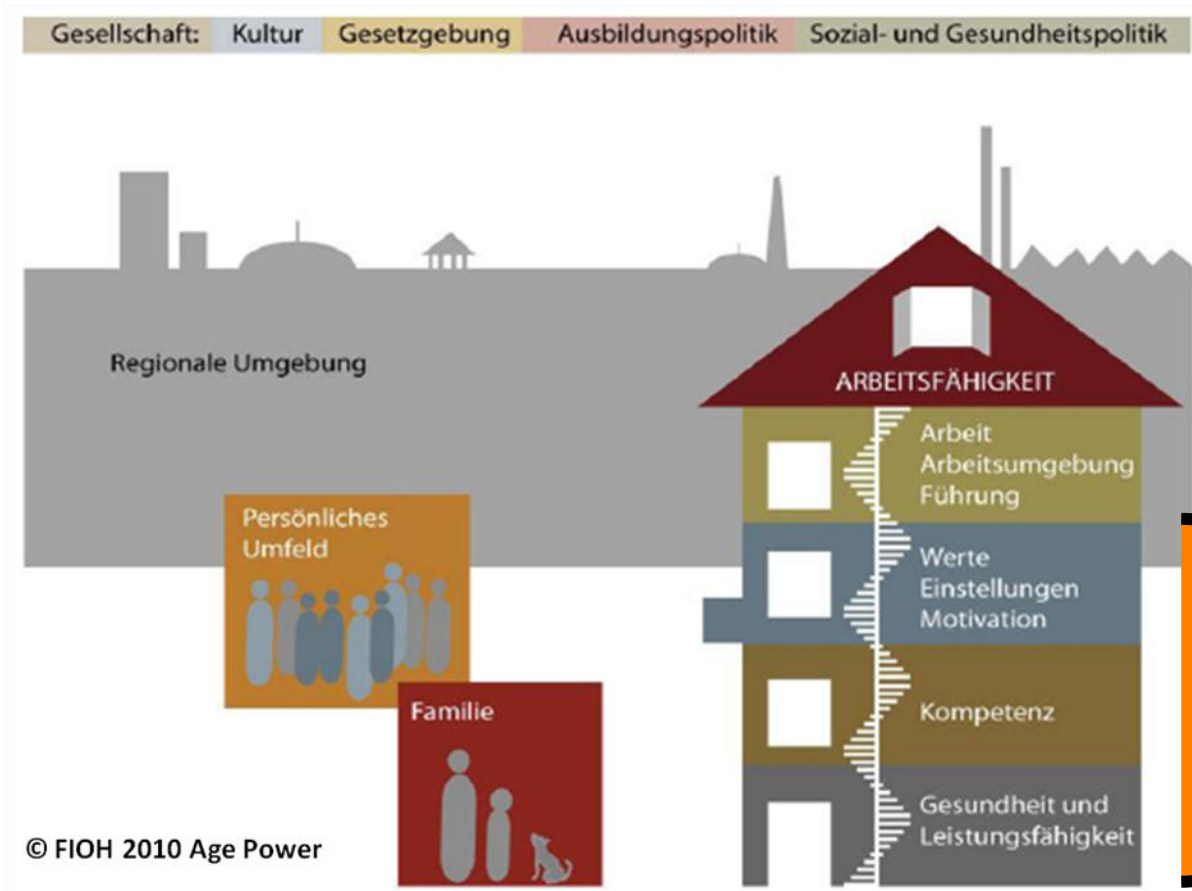 Gesellschaft: Kultur Gesetzgebung Ausbildungspolitik Sozial- und Gesundheitspolitik
Regionale Umgebung
ARBEITSFÄHIGKEIT
Arbeit
Arbeitsumgebung
Führung
Persönliches
Umfeld
Werte
Einstellungen
Motivation
Familie
Kompetenz
Gesundheit und
Leistungsfähigkeit
© FIOH 2010 Age Power